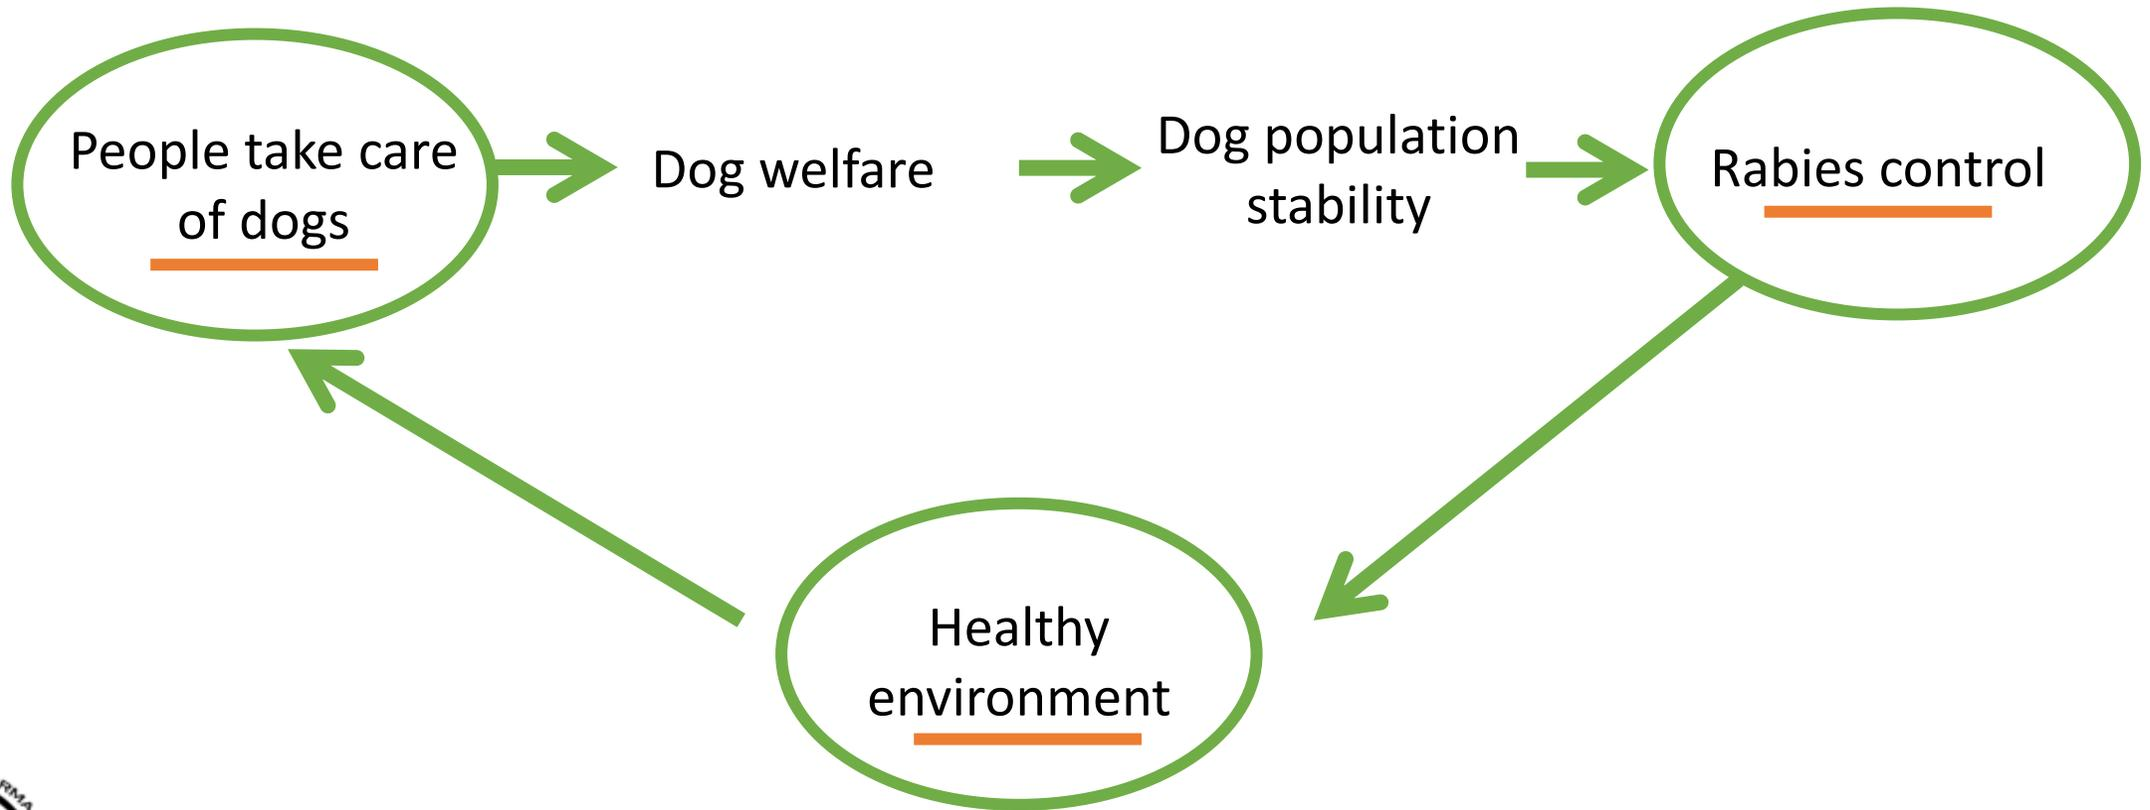 People take care
of dogs
Dog welfare
Dog population
stability
Rabies control
Healthy
environment